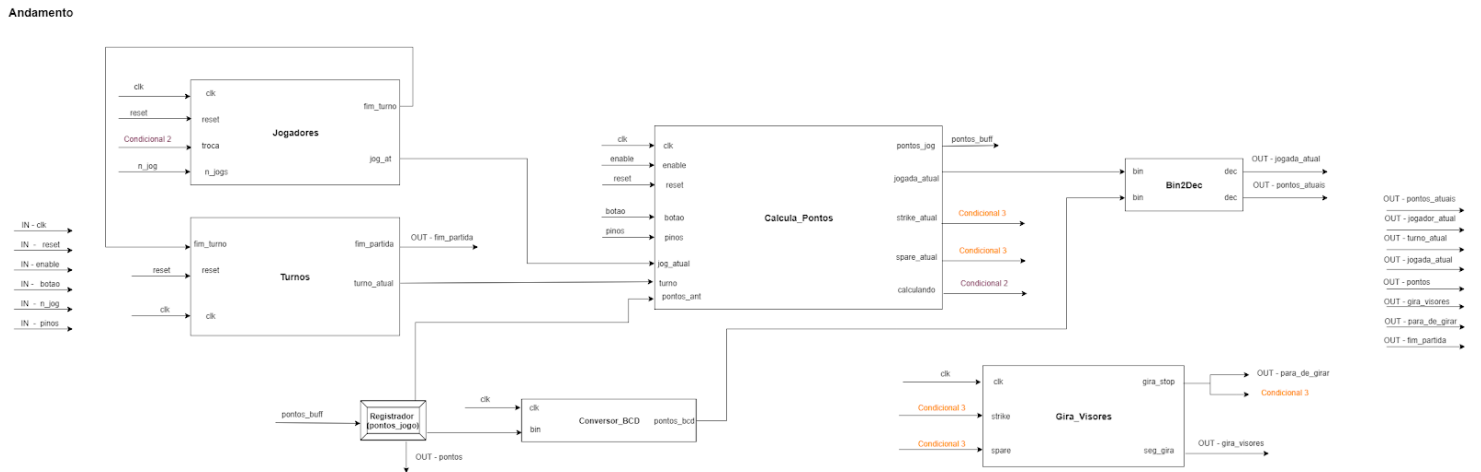 Andamento
clk
reset
Condicional 2
n_jog
clk
reset
troca
n_jogs
Jogadores
fim_turno
jog_at
IN - clk
IN - reset
IN - enable
IN - botao
IN - n_jog
IN - pinos
reset
clk
fim_turno
reset
clk
Turnos
fim_partida
turno_atual
OUT - fim_partida
clk
enable
reset
botao
pinos
clk
enable
reset
botao
pinos
jog_atual
turno
pontos_ant
Calcula_Pontos
pontos_jog
jogada_atual
strike_atual
spare_atual
calculando
pontos_buff
Condicional 3
Condicional 3
Condicional 2
bin
bin
Bin2Dec
dec
dec
OUT - jogada_atual
OUT - pontos_atuais
OUT - pontos_atuais
OUT - jogador_atual
OUT - turno_atual
OUT - jogada_atual
OUT - pontos
OUT - gira_visores
OUT - para_de_girar
OUT - fim_partida
pontos_buff
Registrador
(pontos_jogo)
OUT - pontos
clk
clk
bin
Conversor_BCD
pontos_bcd
clk
Condicional 3
Condicional 3
clk
strike
spare
Gira_Visores
gira_stop
seg_gira
OUT - para_de_girar
Condicional 3
OUT - gira_visores